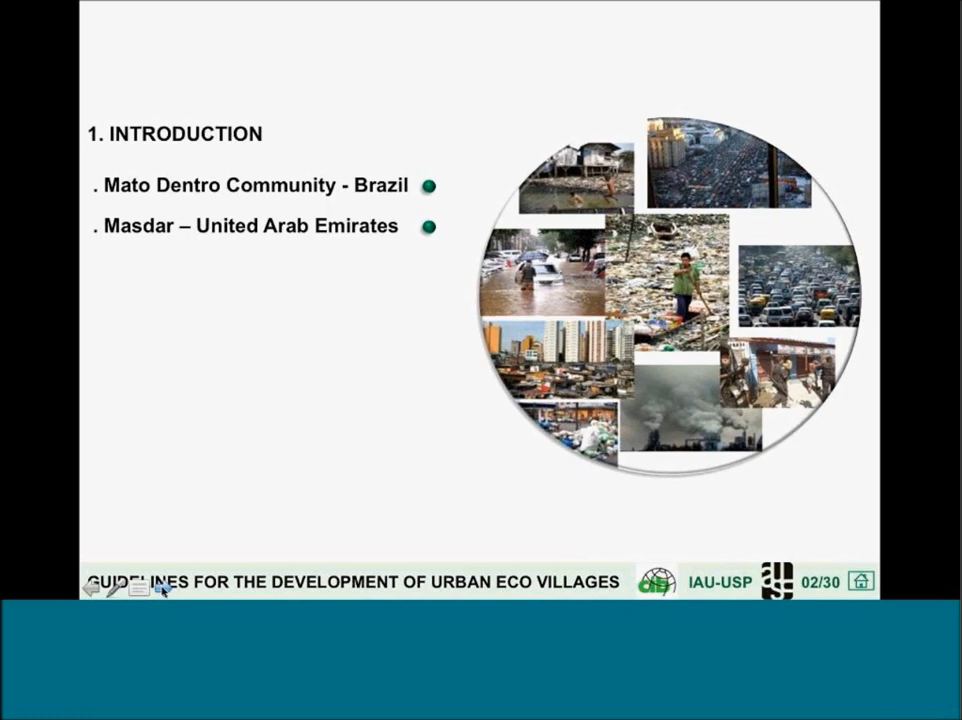 1. INTRODUCTION
. Mato Dentro Community - Brazil
. Masdar – United Arab Emirates
GUIDELINES FOR THE DEVELOPMENT OF URBAN ECO VILLAGES IAU-USP 02/30